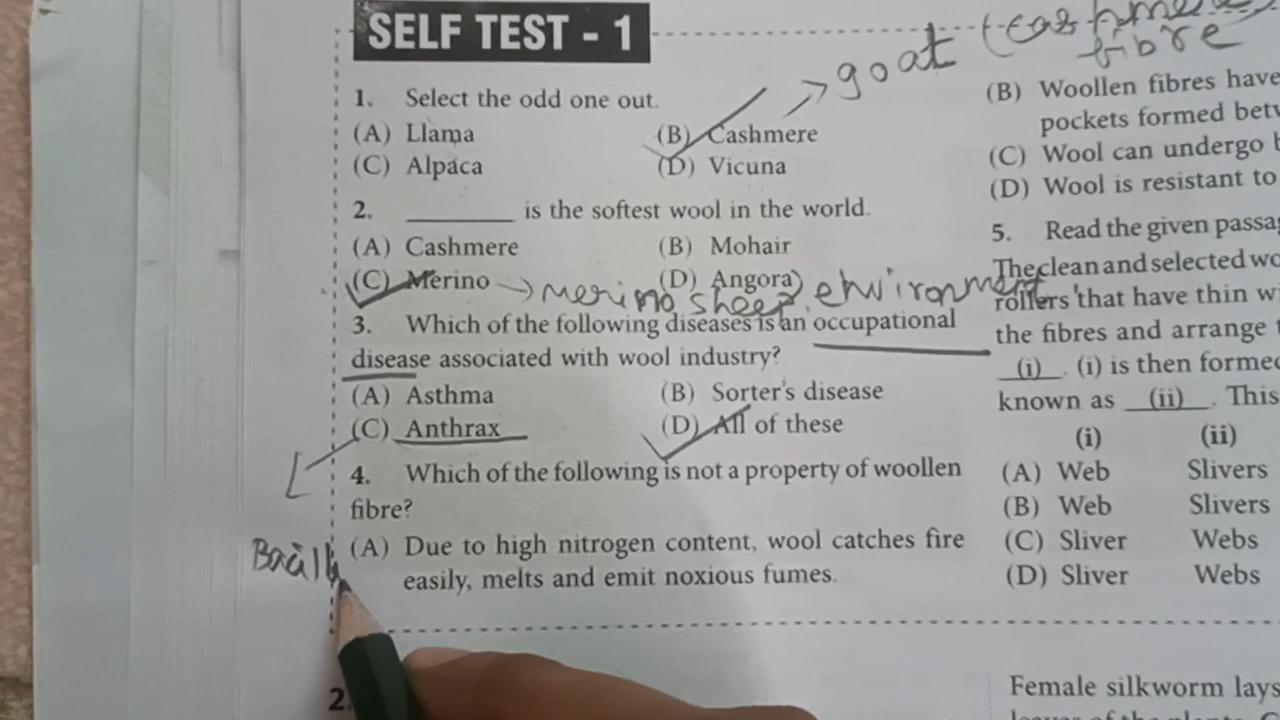 SELF TEST - 1
goat (cashmere
fibre
1. Select the odd one out.
(A) Llama (B) Cashmere
(C) Alpaca (D) Vicuna
2. ________ is the softest wool in the world.
(A) Cashmere (B) Mohair
(C) Merino (D) Angora
merino sheep. environment
3. Which of the following diseases is an occupational
disease associated with wool industry?
(A) Asthma (B) Sorter's disease
(C) Anthrax (D) All of these
4. Which of the following is not a property of woollen
fibre?
(A) Due to high nitrogen content, wool catches fire
easily, melts and emit noxious fumes.
2.
(B) Woollen fibres have
pockets formed
(C) Wool can undergo
(D) Wool is resistant to
5. Read the given
The clean and selected
rollers that have thin
the fibres and arrange
(i) . (i) is then
known as (ii) . This
(i) (ii)
(A) Web Slivers
(B) Web Slivers
(C) Sliver Webs
(D) Sliver Webs
Female silkworm lays